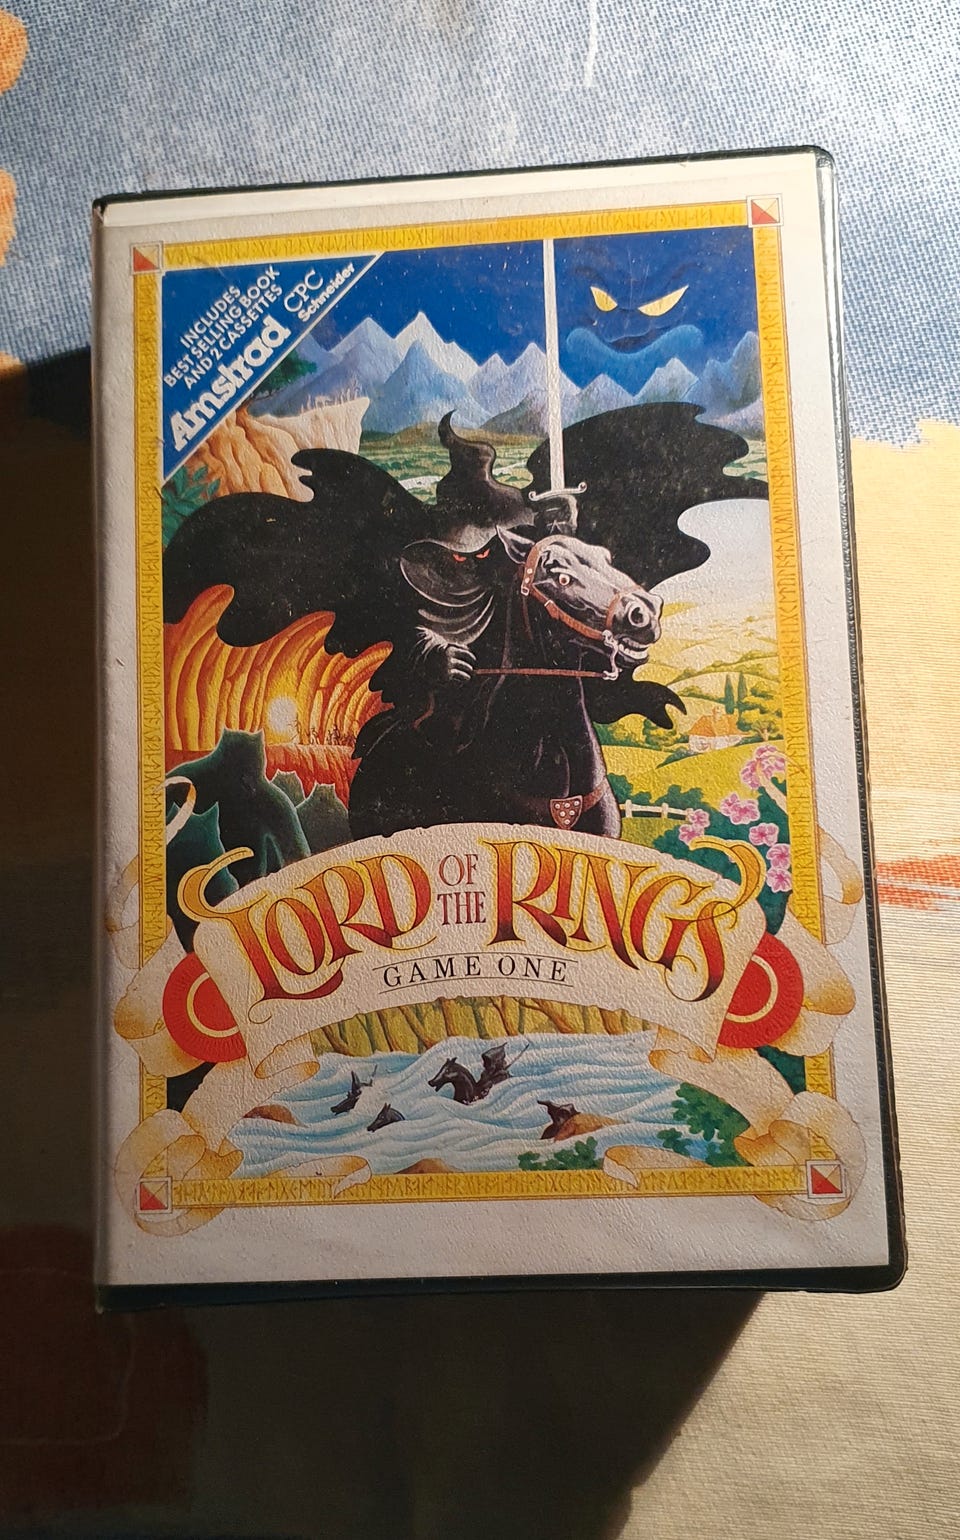 INCLUDES
BEST SELLING BOOK
AND 2 CASSETTES
Amstrad CPC
Schneider
LORD OF THE RINGS
GAME ONE